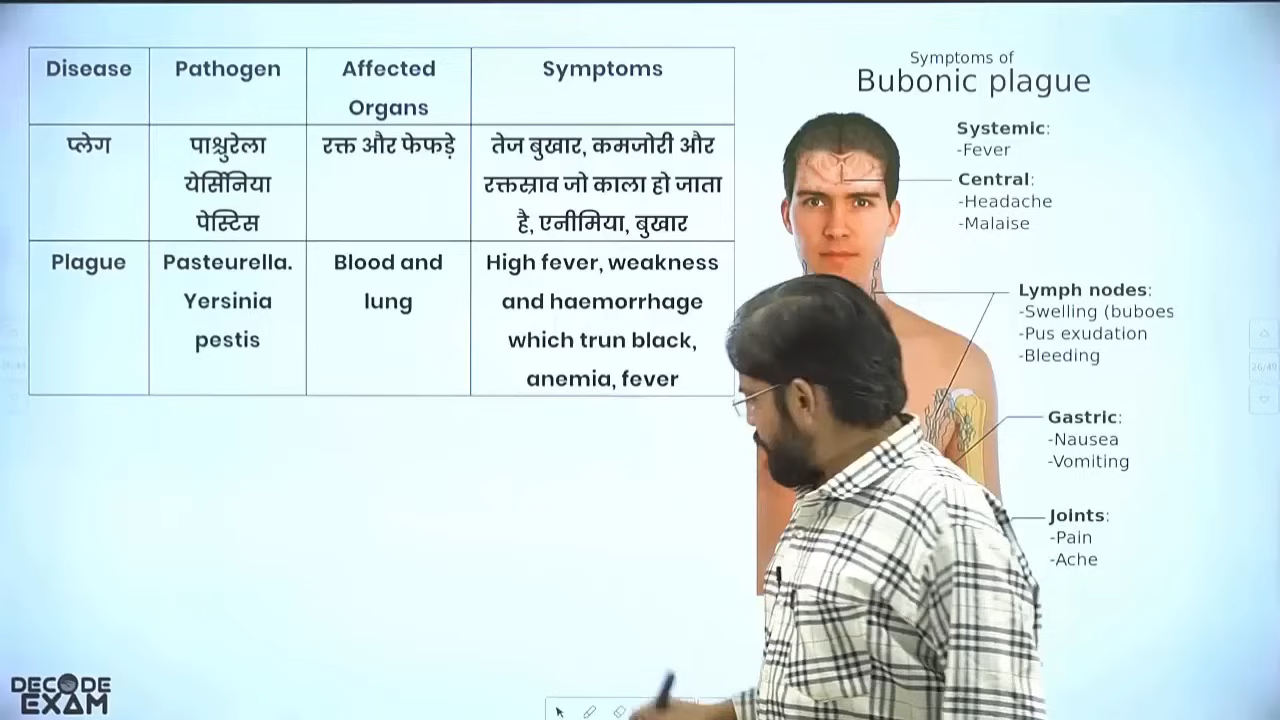 Disease
Pathogen
Affected
Organs
Symptoms
प्लेग
पाश्चुरेला
येर्सिनिया
पेस्टिस
रक्त और फेफड़े
तेज बुखार, कमजोरी और
रक्तस्राव जो काला हो जाता
है, एनीमिया, बुखार
Plague
Pasteurella.
Yersinia
pestis
Blood and
lung
High fever, weakness
and haemorrhage
which trun black,
anemia, fever
Symptoms of
Bubonic plague
Systemic:
-Fever
Central:
-Headache
-Malaise
Lymph nodes:
-Swelling (buboes
-Pus exudation
-Bleeding
Gastric:
-Nausea
-Vomiting
Joints:
-Pain
-Ache
26/49
DECODE
EXAM